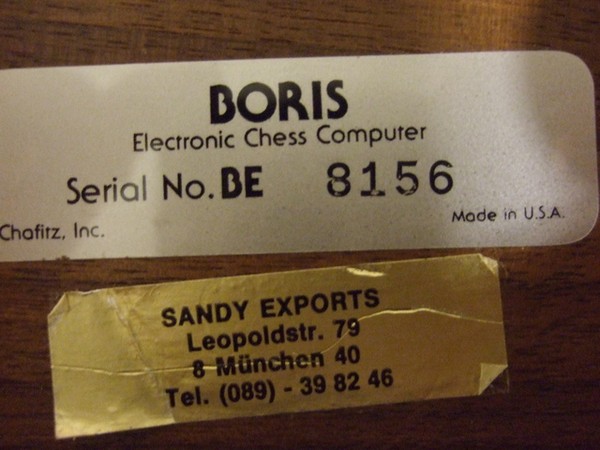 BORIS
Electronic Chess Computer
Serial No. BE 8156
Made in U.S.A.
Chafitz, Inc.
SANDY EXPORTS
Leopoldstr. 79
8 München 40
Tel. (089) - 39 82 46